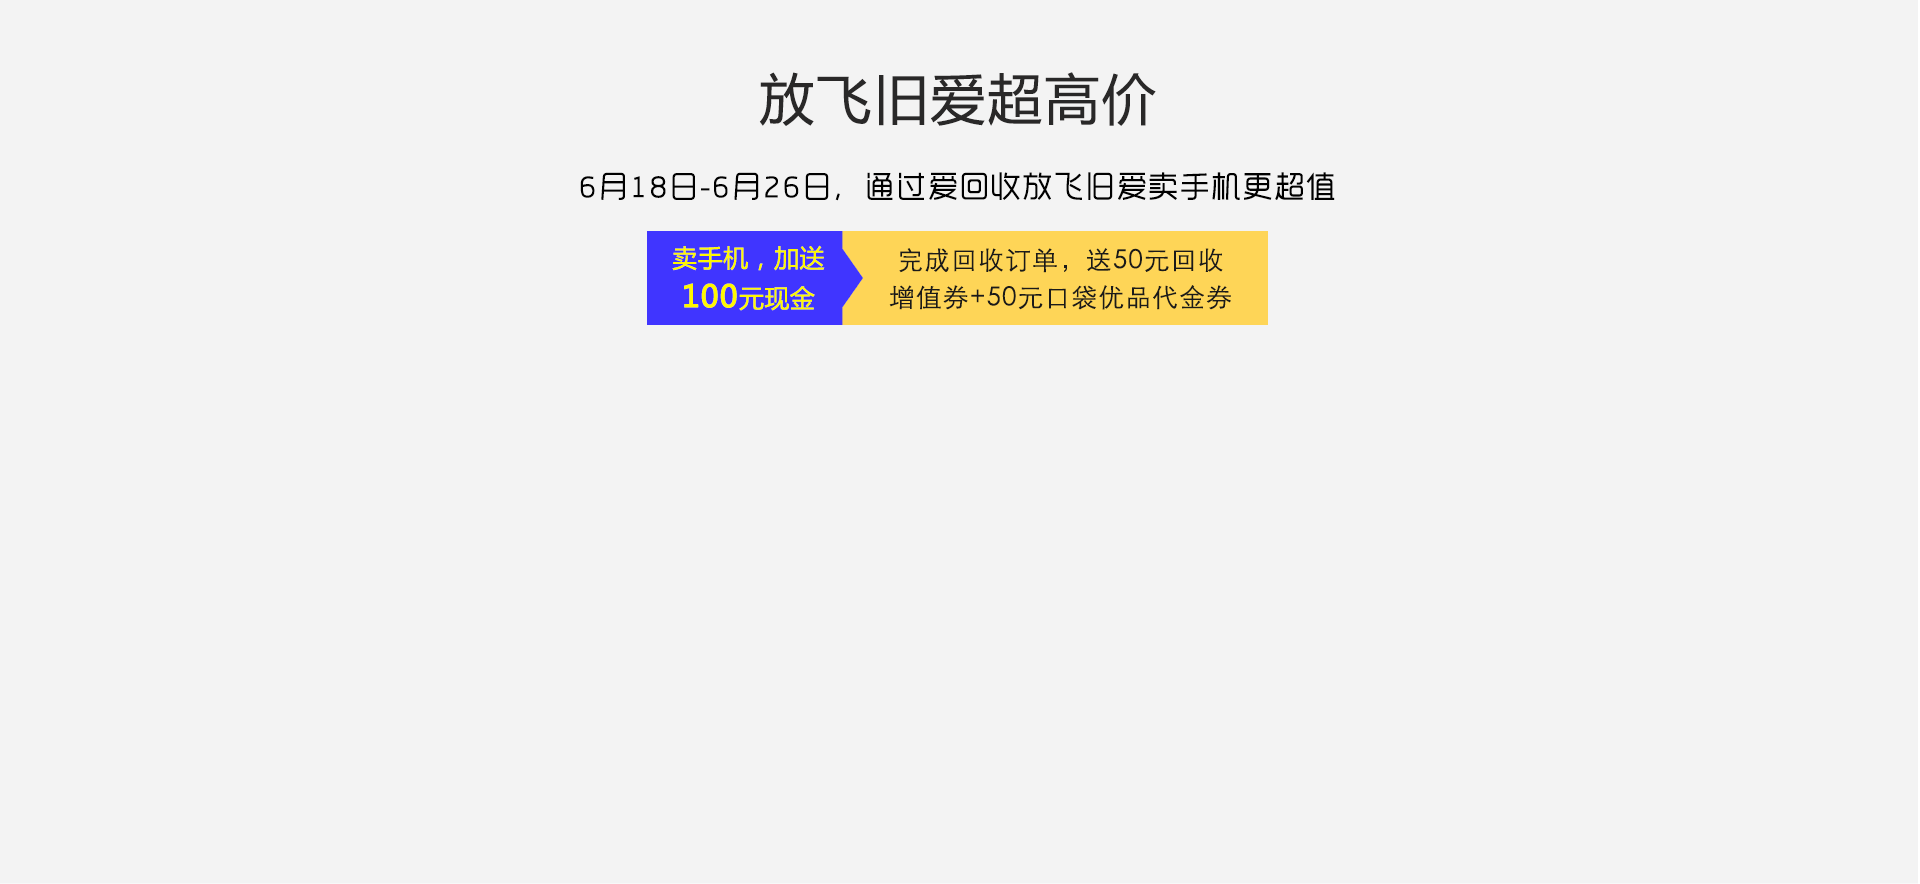 放飞旧爱超高价
6月18日-6月26日，通过爱回收放飞旧爱卖手机更超值
卖手机，加送
100元现金
完成回收订单，送50元回收
增值券+50元口袋优品代金券